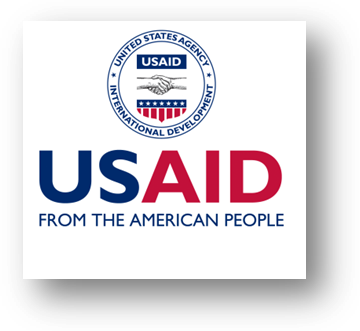 UNITED STATES AGENCY
USAID
INTERNATIONAL DEVELOPMENT
USAID
FROM THE AMERICAN PEOPLE